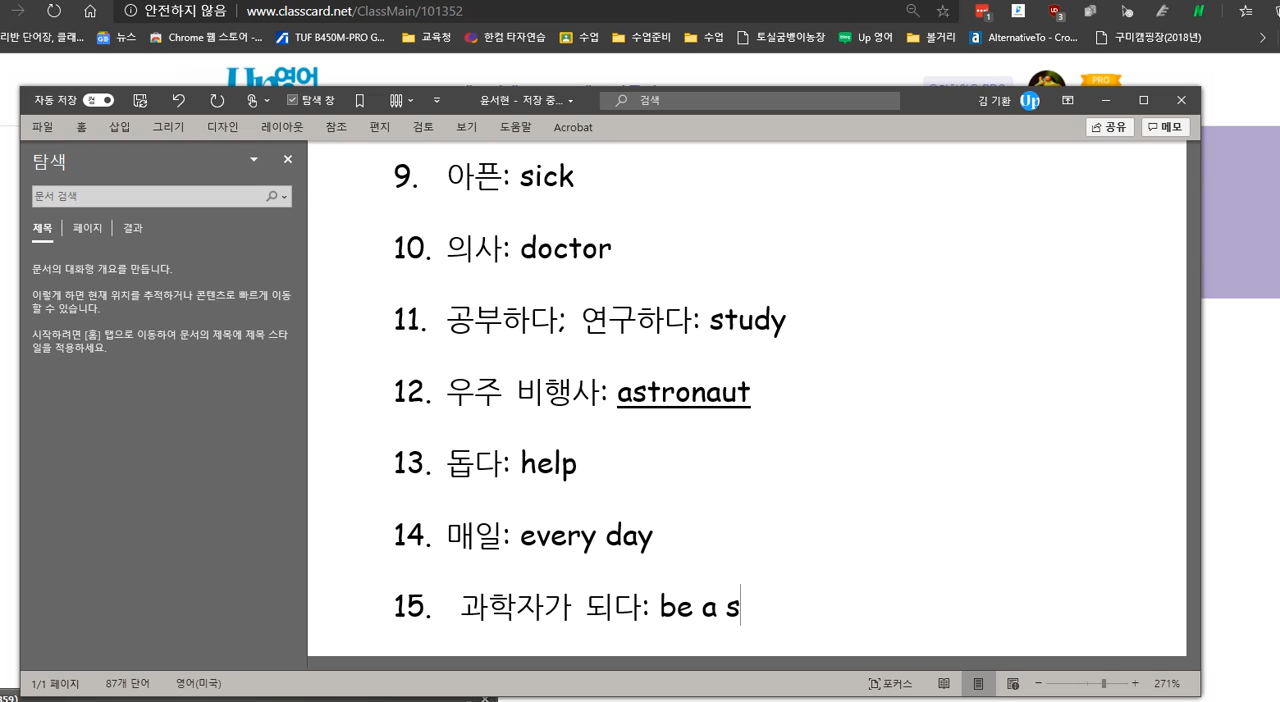 안전하지 않음 www.classcard.net/ClassMain/101352
1
3
리반 단어장, 클래... 뉴스 Chrome 웹 스토어 -... TUF B450M-PRO G... 교육청 한컴 타자연습 수업 수업준비 수업 토실굼뱅이농장 Up 영어 볼거리 AlternativeTo - Cro... 구미캠핑장(2018년)
Up영어
PRO
자동 저장 탐색 창 윤서현 - 저장 중... 검색 김 기환 Up
파일 홈 삽입 그리기 디자인 레이아웃 참조 편지 검토 보기 도움말 Acrobat 공유 메모
탐색
문서 검색
제목 페이지 결과
문서의 대화형 개요를 만듭니다.
이렇게 하면 현재 위치를 추적하거나 콘텐츠로 빠르게 이동
할 수 있습니다.
시작하려면 [홈] 탭으로 이동하여 문서의 제목에 제목 스타
일을 적용하세요.
9. 아픈: sick
10. 의사: doctor
11. 공부하다; 연구하다: study
12. 우주 비행사: astronaut
13. 돕다: help
14. 매일: every day
15. 과학자가 되다: be a s
1/1 페이지 87개 단어 영어(미국) 포커스 271%